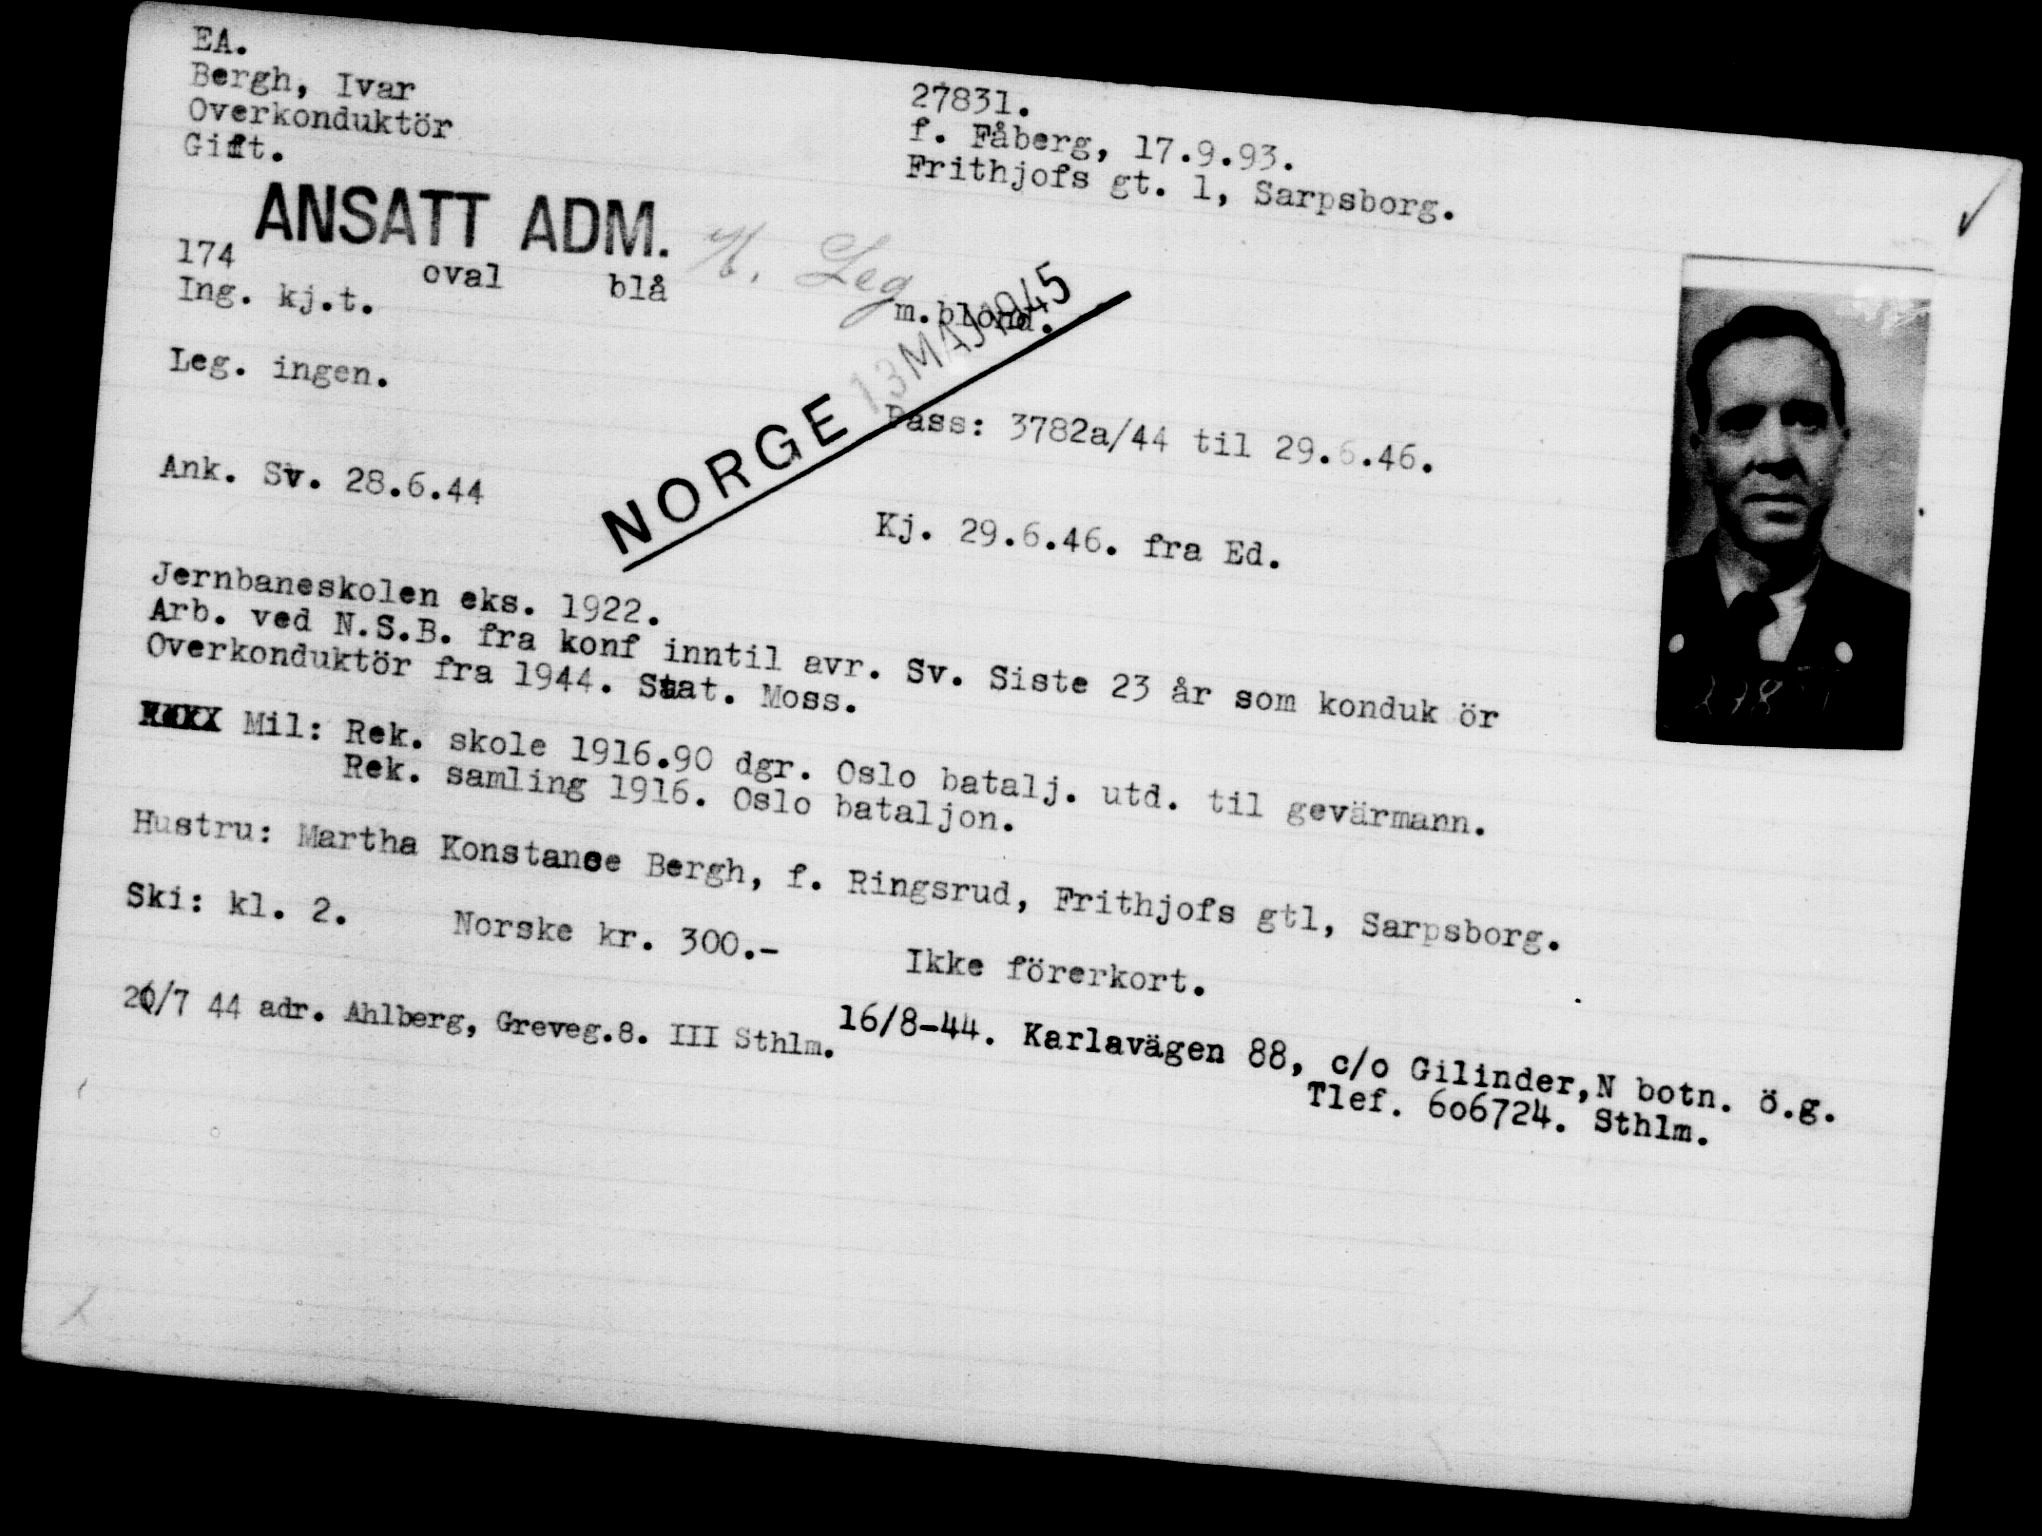 EA.
Bergh, Ivar
27831.
Overkonduktör
f. Fåberg, 17.9.93.
Gift.
Frithjofs gt. 1, Sarpsborg.
ANSATT ADM.
174 oval blå m.blond.
Leg
Ing. kj.t.
13 MAJ 1945
NORGE
Leg. ingen.
Pass: 3782a/44 til 29.6.46.
Ank. Sv. 28.6.44
Kj. 29.6.46. fra Ed.
Jernbaneskolen eks. 1922.
Arb. ved N.S.B. fra konf inntil avr. Sv. Siste 23 år som konduk ör
Overkonduktör fra 1944. Staat. Moss.
Mil: Rek. skole 1916.90 dgr. Oslo batalj. utd. til gevärmann.
Rek. samling 1916. Oslo bataljon.
Hustru: Martha Konstanse Bergh, f. Ringsrud, Frithjofs gtl, Sarpsborg.
Ski: kl. 2. Norske kr. 300.- Ikke förerkort.
/7 44 adr. Ahlberg, Greveg.8. III Sthlm.
16/8-44. Karlavägen 88, c/o Gilinder,N botn. ö.g.
Tlef. 606724. Sthlm.